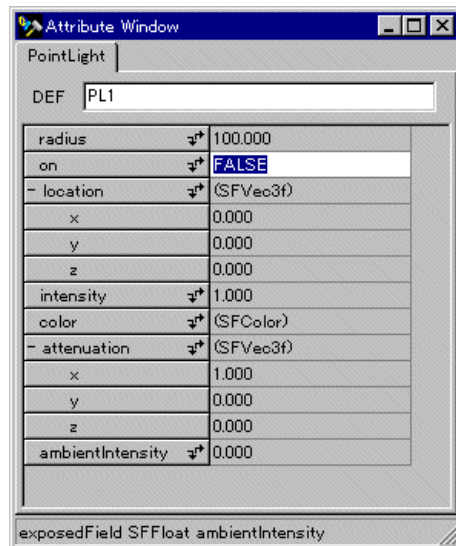 Attribute Window
PointLight
DEF PL1
radius 100.000
on FALSE
- location (SFVec3f)
x 0.000
y 0.000
z 0.000
intensity 1.000
color (SFColor)
- attenuation (SFVec3f)
x 1.000
y 0.000
z 0.000
ambientIntensity 0.000
exposedField SFFloat ambientIntensity